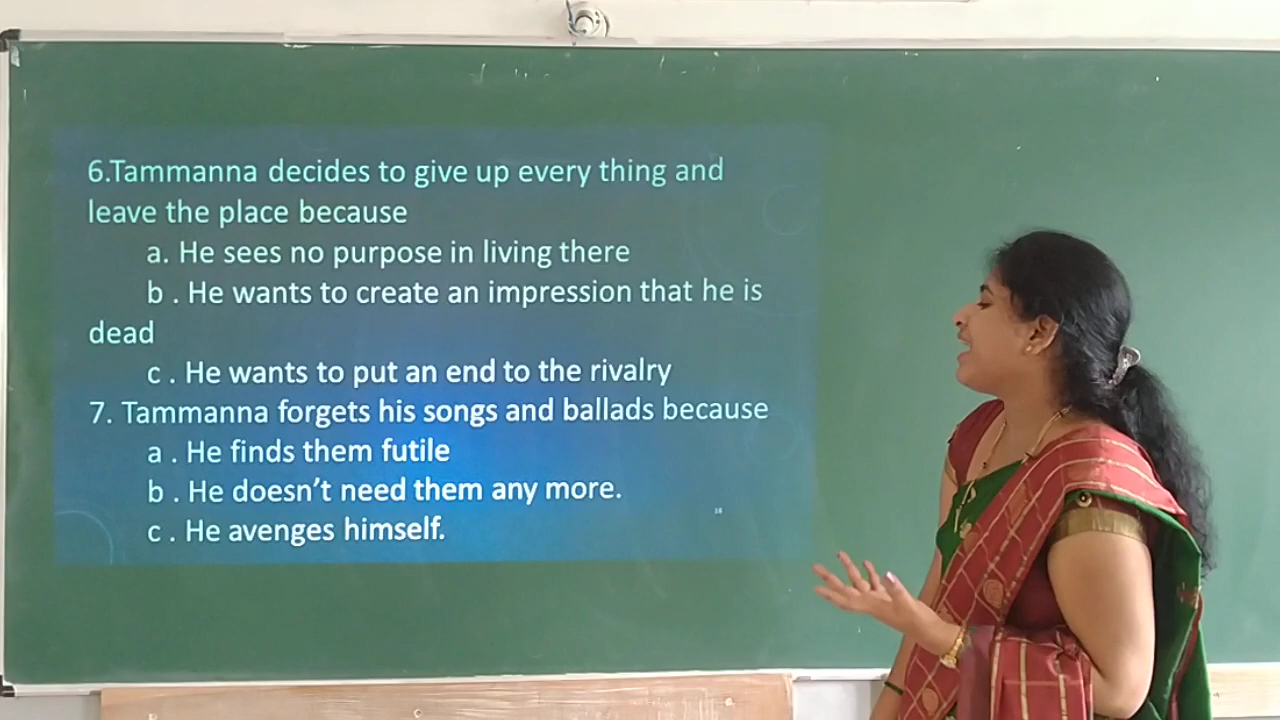 6.Tammanna decides to give up every thing and
leave the place because
a. He sees no purpose in living there
b . He wants to create an impression that he is
dead
c . He wants to put an end to the rivalry
7. Tammanna forgets his songs and ballads because
a . He finds them futile
b . He doesn’t need them any more.
c . He avenges himself.